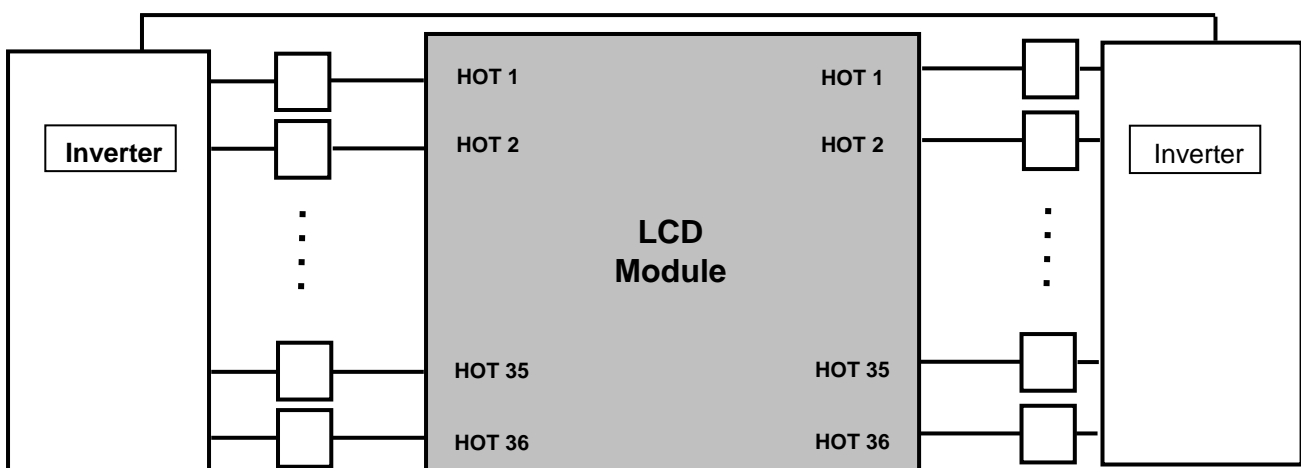 HOT 1 HOT 1
Inverter HOT 2 HOT 2 Inverter
LCD
Module
HOT 35 HOT 35
HOT 36 HOT 36